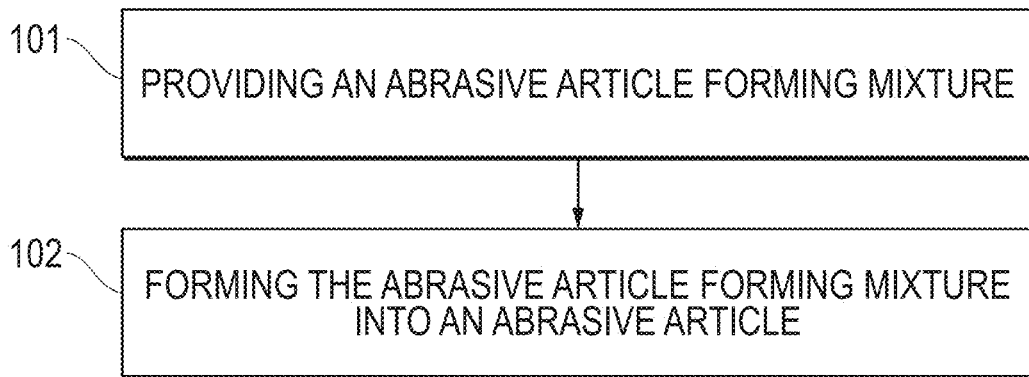 101
PROVIDING AN ABRASIVE ARTICLE FORMING MIXTURE
102
FORMING THE ABRASIVE ARTICLE FORMING MIXTURE
INTO AN ABRASIVE ARTICLE